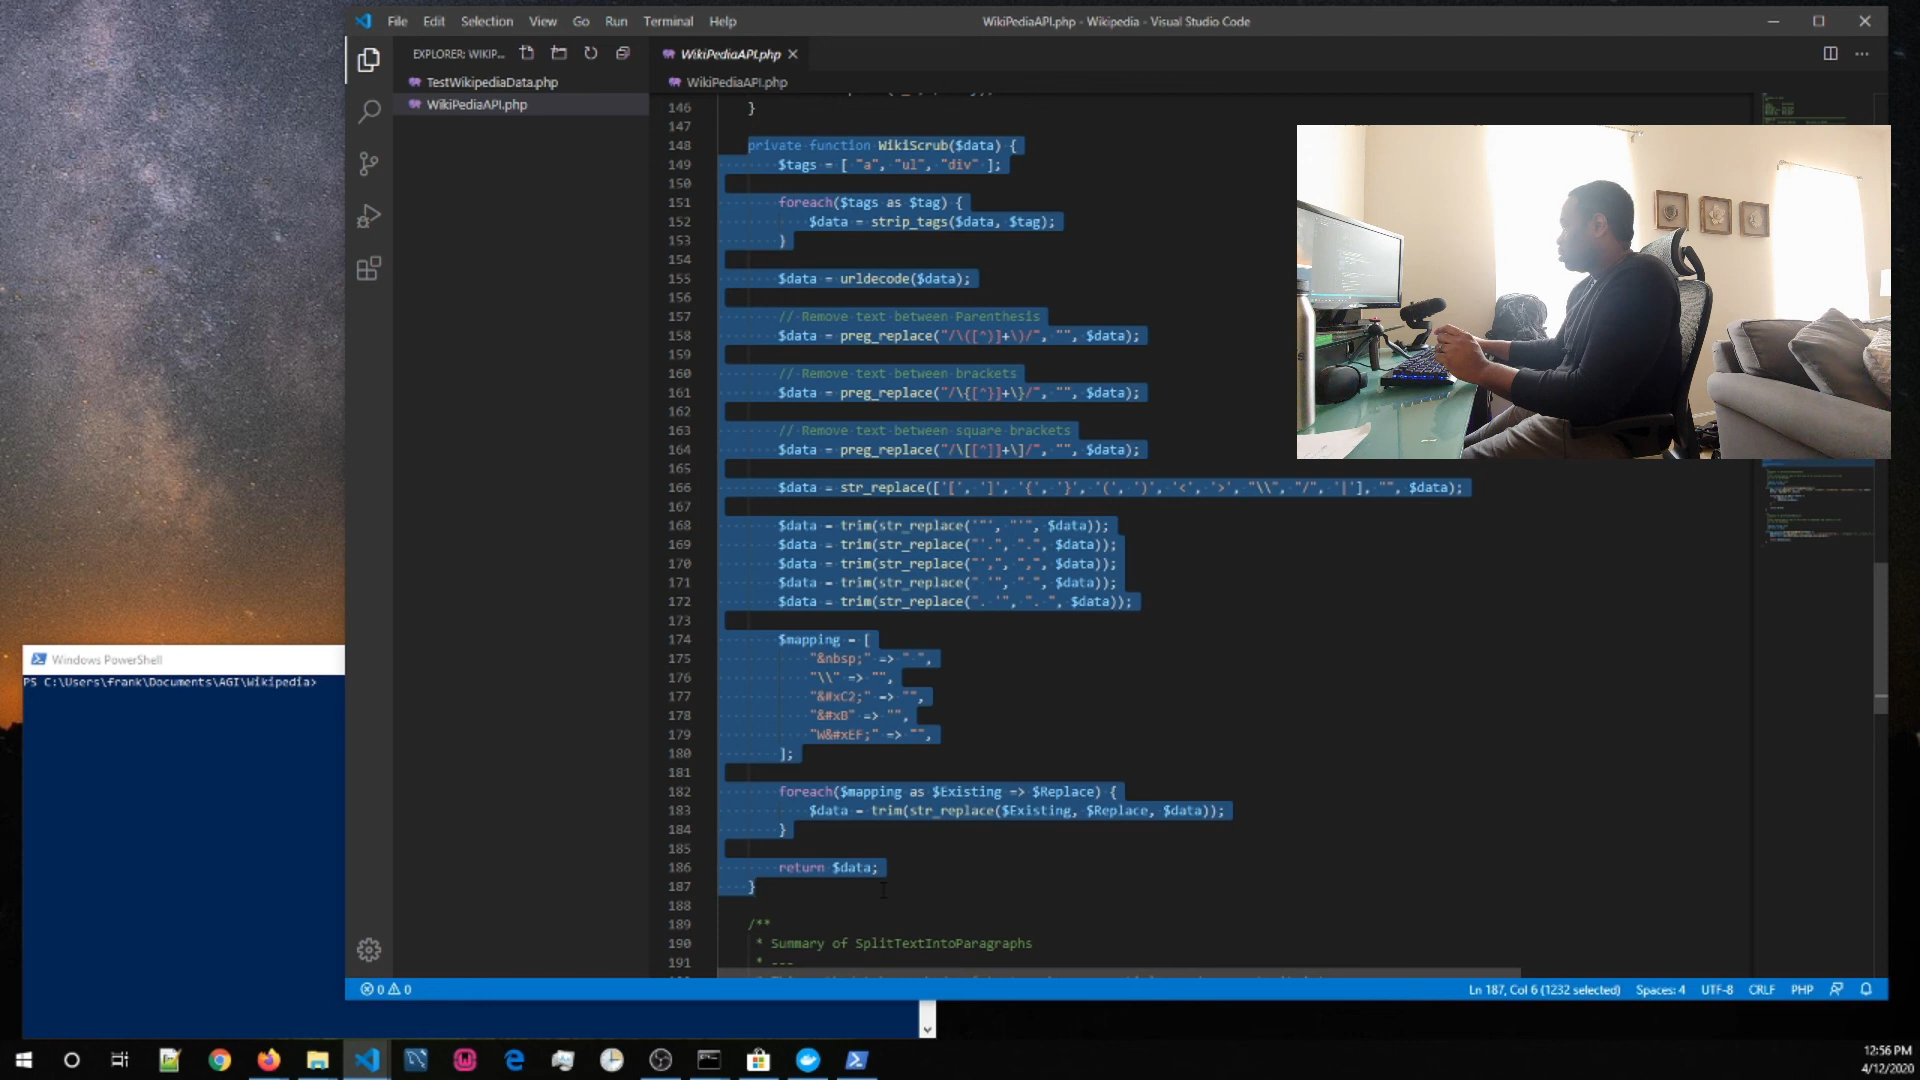 File Edit Selection View Go Run Terminal Help
WikiPediaAPI.php - Wikipedia - Visual Studio Code
EXPLORER: WIKIP...
TestWikipediaData.php
WikiPediaAPI.php
WikiPediaAPI.php
WikiPediaAPI.php
146 }
147
148 private function WikiScrub($data) {
149 $tags = [ "a", "ul", "div" ];
150
151 foreach($tags as $tag) {
152 $data = strip_tags($data, $tag);
153 }
154
155 $data = urldecode($data);
156
157 // Remove text between Parenthesis
158 $data = preg_replace("/\([^)]+\)/", "", $data);
159
160 // Remove text between brackets
161 $data = preg_replace("/\{[^}]+\}/", "", $data);
162
163 // Remove text between square brackets
164 $data = preg_replace("/\[[^]]+\]/", "", $data);
165
166 $data = str_replace(['[', ']', '{', '}', '(', ')', '<', '>', "\\", "/", '|'], "", $data);
167
168 $data = trim(str_replace('"', "'", $data));
169 $data = trim(str_replace("'.", ".", $data));
170 $data = trim(str_replace("',", ",", $data));
171 $data = trim(str_replace(" '", " ", $data));
172 $data = trim(str_replace(". '", ". ", $data));
173
174 $mapping = [
175 "&nbsp;" => " ",
176 "\\" => "",
177 "&#xC2;" => "",
178 "&#xB" => "",
179 "W&#xEF;" => "",
180 ];
181
182 foreach($mapping as $Existing => $Replace) {
183 $data = trim(str_replace($Existing, $Replace, $data));
184 }
185
186 return $data;
187 }
188
189 /**
190 * Summary of SplitTextIntoParagraphs
191 * ---
Windows PowerShell
PS C:\Users\frank\Documents\AGI\Wikipedia>
0 0
Ln 187, Col 6 (1232 selected) Spaces: 4 UTF-8 CRLF PHP
12:56 PM
4/12/2020